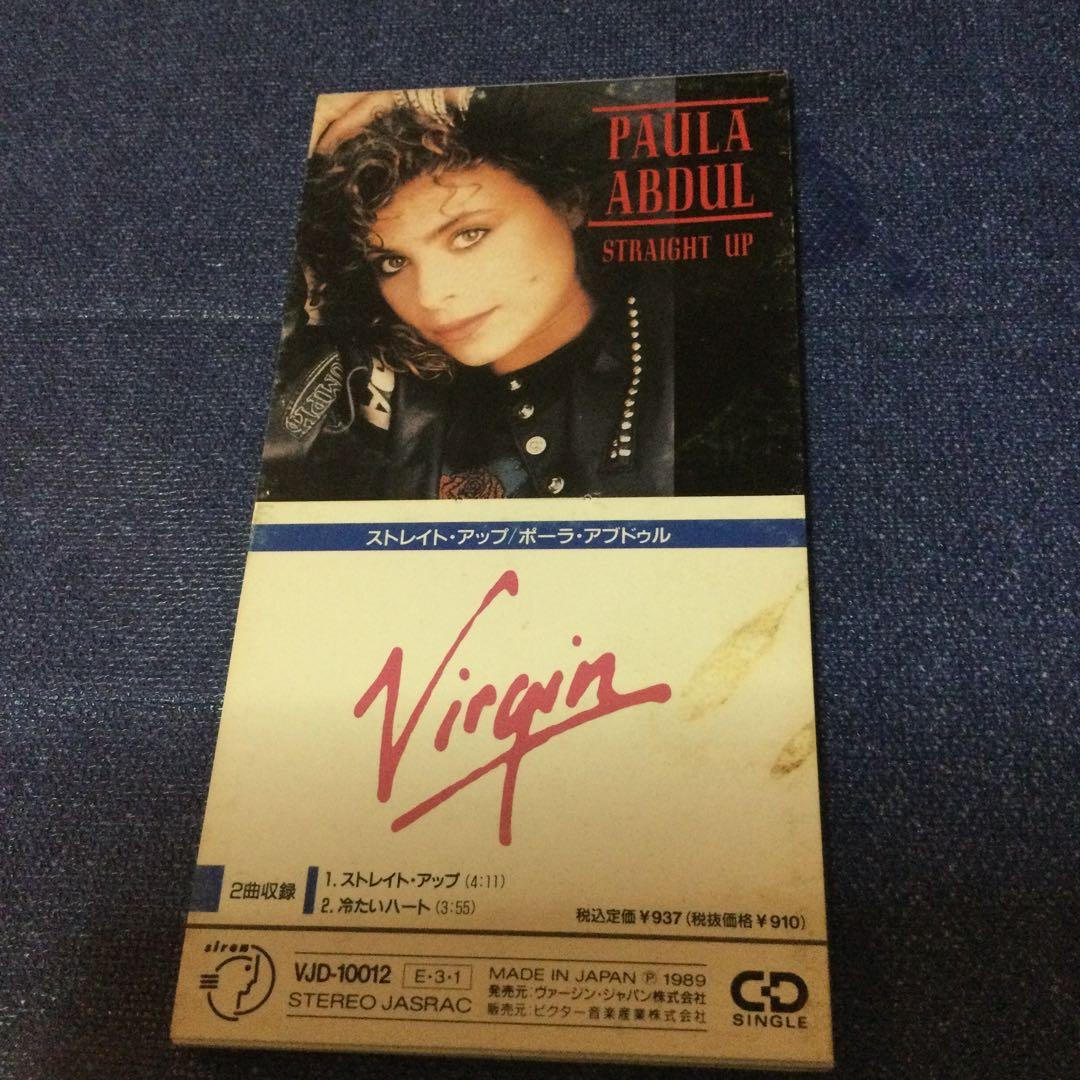 PAULA
ABDUL
STRAIGHT UP
ストレイト・アップ/ポーラ・アブドゥル
Virgin
2曲収録
1. ストレイト・アップ (4:11)
2. 冷たいハート (3:55)
税込定価¥937(税抜価格¥910)
siren
VJD-10012 E・3・1
STEREO JASRAC
MADE IN JAPAN Ⓟ 1989
発売元:ヴァージン・ジャパン株式会社
販売元:ビクター音楽産業株式会社
CD
SINGLE